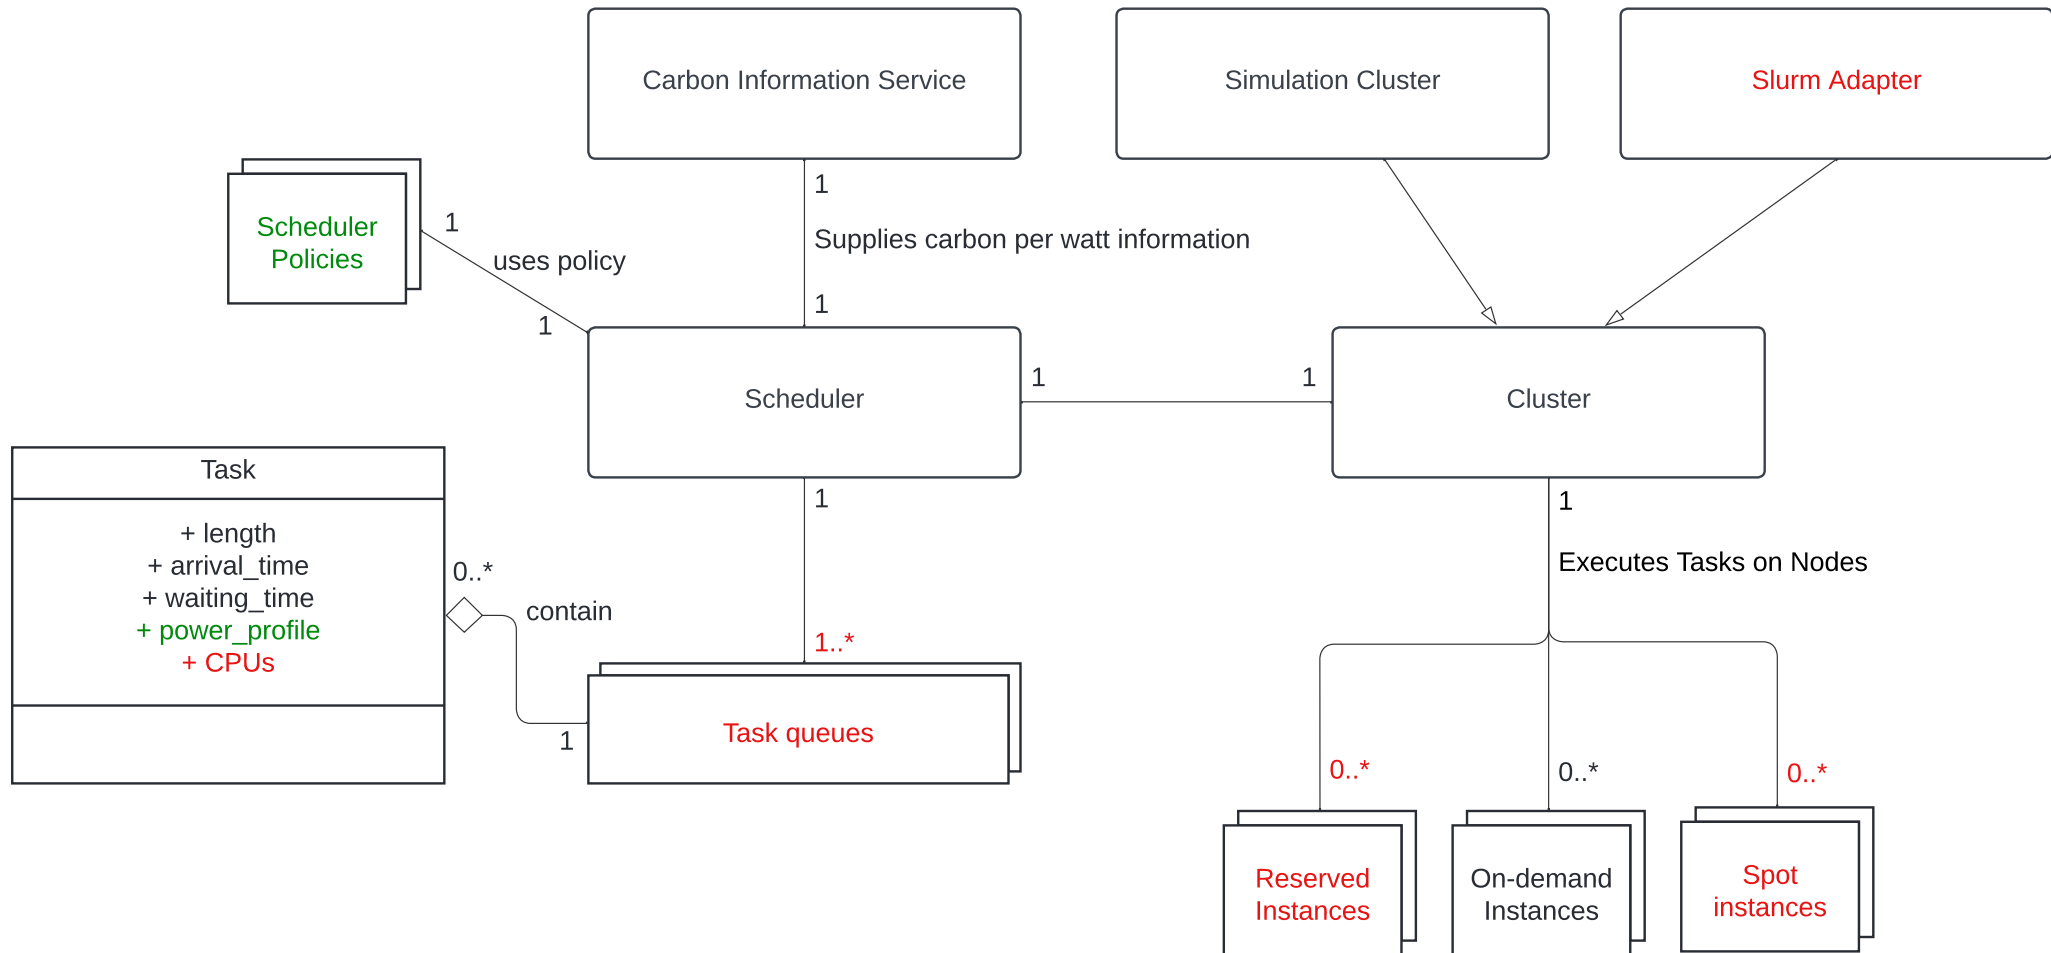 Carbon Information Service
Simulation Cluster
Slurm Adapter
Scheduler
Policies
1
uses policy
1
1
Supplies carbon per watt information
1
Scheduler
1
1
Cluster
Task
+ length
+ arrival_time
+ waiting_time
+ power_profile
+ CPUs
0..*
contain
1
1
1..*
Task queues
1
Executes Tasks on Nodes
0..*
0..*
0..*
Reserved
Instances
On-demand
Instances
Spot
instances